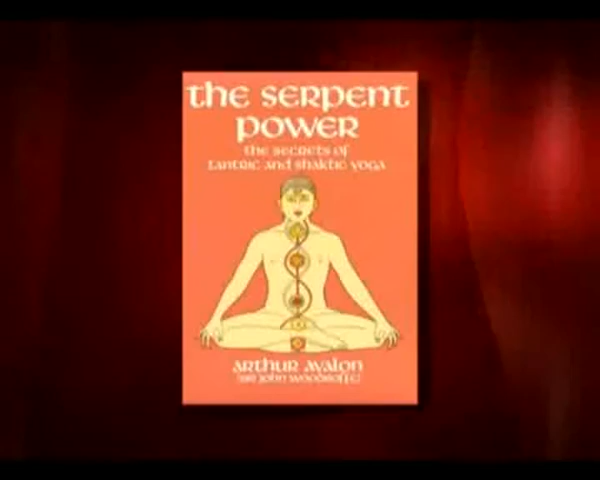 the serpent
power
the secrets of
tantric and shaktic yoga
arthur avalon
(sir john woodroffe)